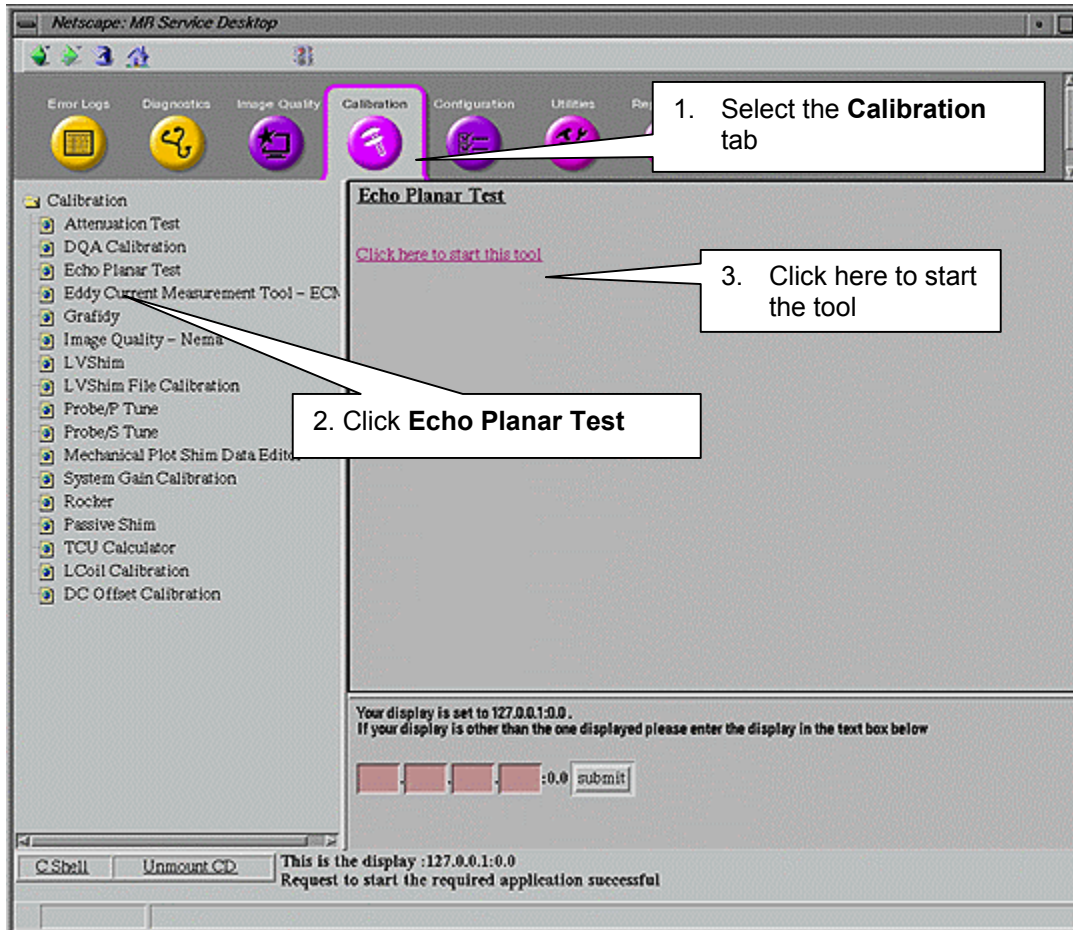 Netscape: MR Service Desktop
Error Logs Diagnostics Image Quality Calibration Configuration Utilities
1. Select the Calibration
tab
Calibration
Attenuation Test
DQA Calibration
Echo Planar Test
Eddy Current Measurement Tool – ECM
Grafidy
Image Quality – Nema
LVShim
LVShim File Calibration
Probe/P Tune
Probe/S Tune
Mechanical Plot Shim Data Editor
System Gain Calibration
Rocker
Passive Shim
TCU Calculator
LCoil Calibration
DC Offset Calibration
Echo Planar Test
Click here to start this tool
3. Click here to start
the tool
2. Click Echo Planar Test
Your display is set to 127.0.0.1:0.0 .
If your display is other than the one displayed please enter the display in the text box below
. . . :0.0 submit
C Shell Unmount CD
This is the display :127.0.0.1:0.0
Request to start the required application successful